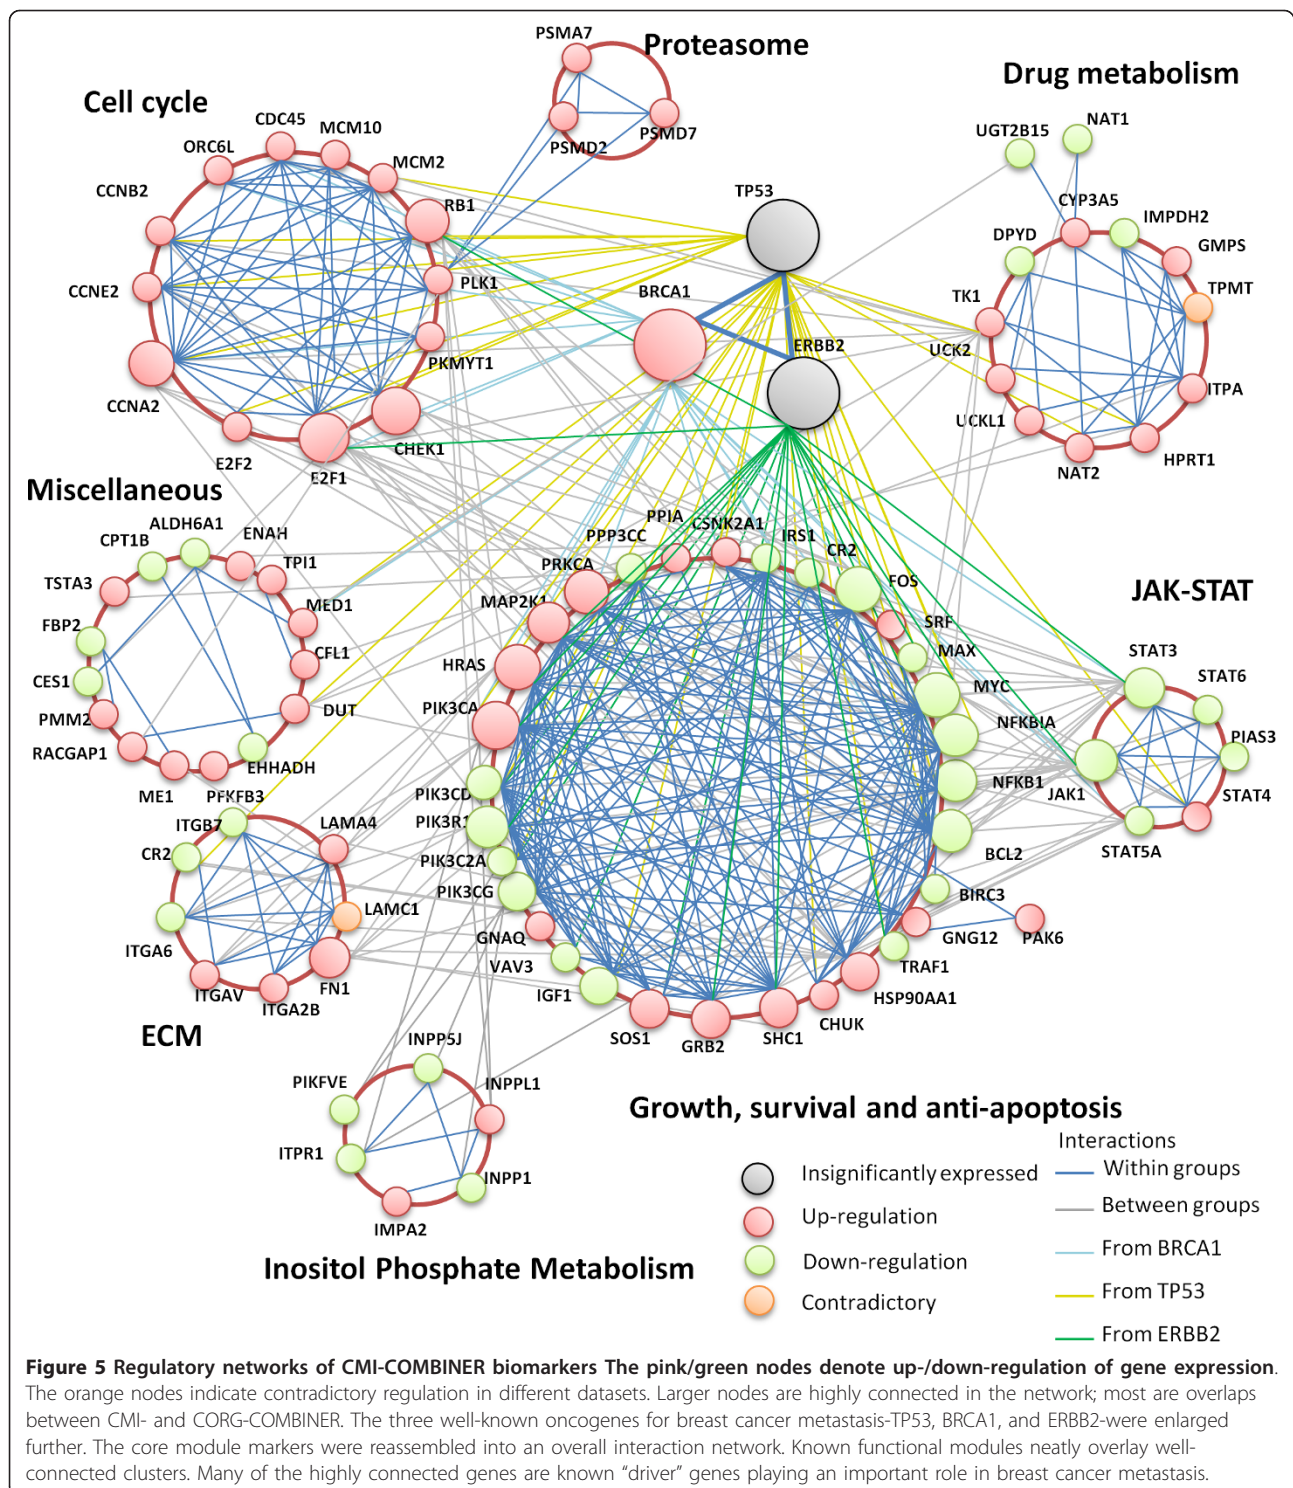 Proteasome
PSMA7
PSMD2
PSMD7
Drug metabolism
NAT1
UGT2B15
CYP3A5
IMPDH2
DPYD
GMPS
TPMT
TK1
UCK2
ITPA
UCKL1
HPRT1
NAT2
Cell cycle
CDC45
MCM10
ORC6L
MCM2
CCNB2
RB1
CCNE2
PLK1
PKMYT1
CCNA2
CHEK1
E2F2
E2F1
TP53
BRCA1
ERBB2
Miscellaneous
ALDH6A1
ENAH
CPT1B
TPI1
TSTA3
MED1
FBP2
CFL1
CES1
PMM2
DUT
RACGAP1
EHHADH
ME1
PFKFB3
ITGB7
LAMA4
CR2
LAMC1
ITGA6
FN1
ITGAV
ITGA2B
ECM
PPIA
CSNK2A1
PPP3CC
IRS1
CR2
PRKCA
FOS
MAP2K1
SRF
HRAS
MAX
PIK3CA
MYC
NFKBIA
PIK3CD
NFKB1
PIK3R1
PIK3C2A
BCL2
PIK3CG
BIRC3
GNAQ
GNG12
PAK6
VAV3
TRAF1
IGF1
HSP90AA1
SOS1
GRB2
SHC1
CHUK
JAK-STAT
STAT3
STAT6
PIAS3
JAK1
STAT4
STAT5A
INPP5J
PIKFVE
INPPL1
ITPR1
INPP1
IMPA2
Inositol Phosphate Metabolism
Growth, survival and anti-apoptosis
Insignificantly expressed
Up-regulation
Down-regulation
Contradictory
Interactions
Within groups
Between groups
From BRCA1
From TP53
From ERBB2
Figure 5 Regulatory networks of CMI-COMBINER biomarkers The pink/green nodes denote up-/down-regulation of gene expression.
The orange nodes indicate contradictory regulation in different datasets. Larger nodes are highly connected in the network; most are overlaps
between CMI- and CORG-COMBINER. The three well-known oncogenes for breast cancer metastasis-TP53, BRCA1, and ERBB2-were enlarged
further. The core module markers were reassembled into an overall interaction network. Known functional modules neatly overlay well-
connected clusters. Many of the highly connected genes are known “driver” genes playing an important role in breast cancer metastasis.